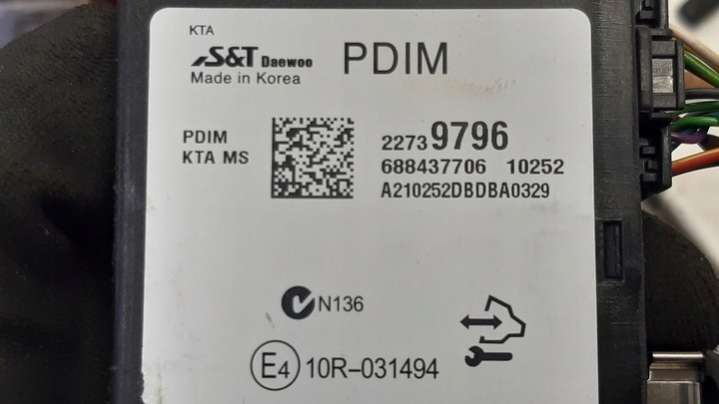 KTA
S&T Daewoo PDIM
Made in Korea
PDIM 22739796
KTA MS 688437706 10252
A210252DBDBA0329
N136
E4 10R-031494